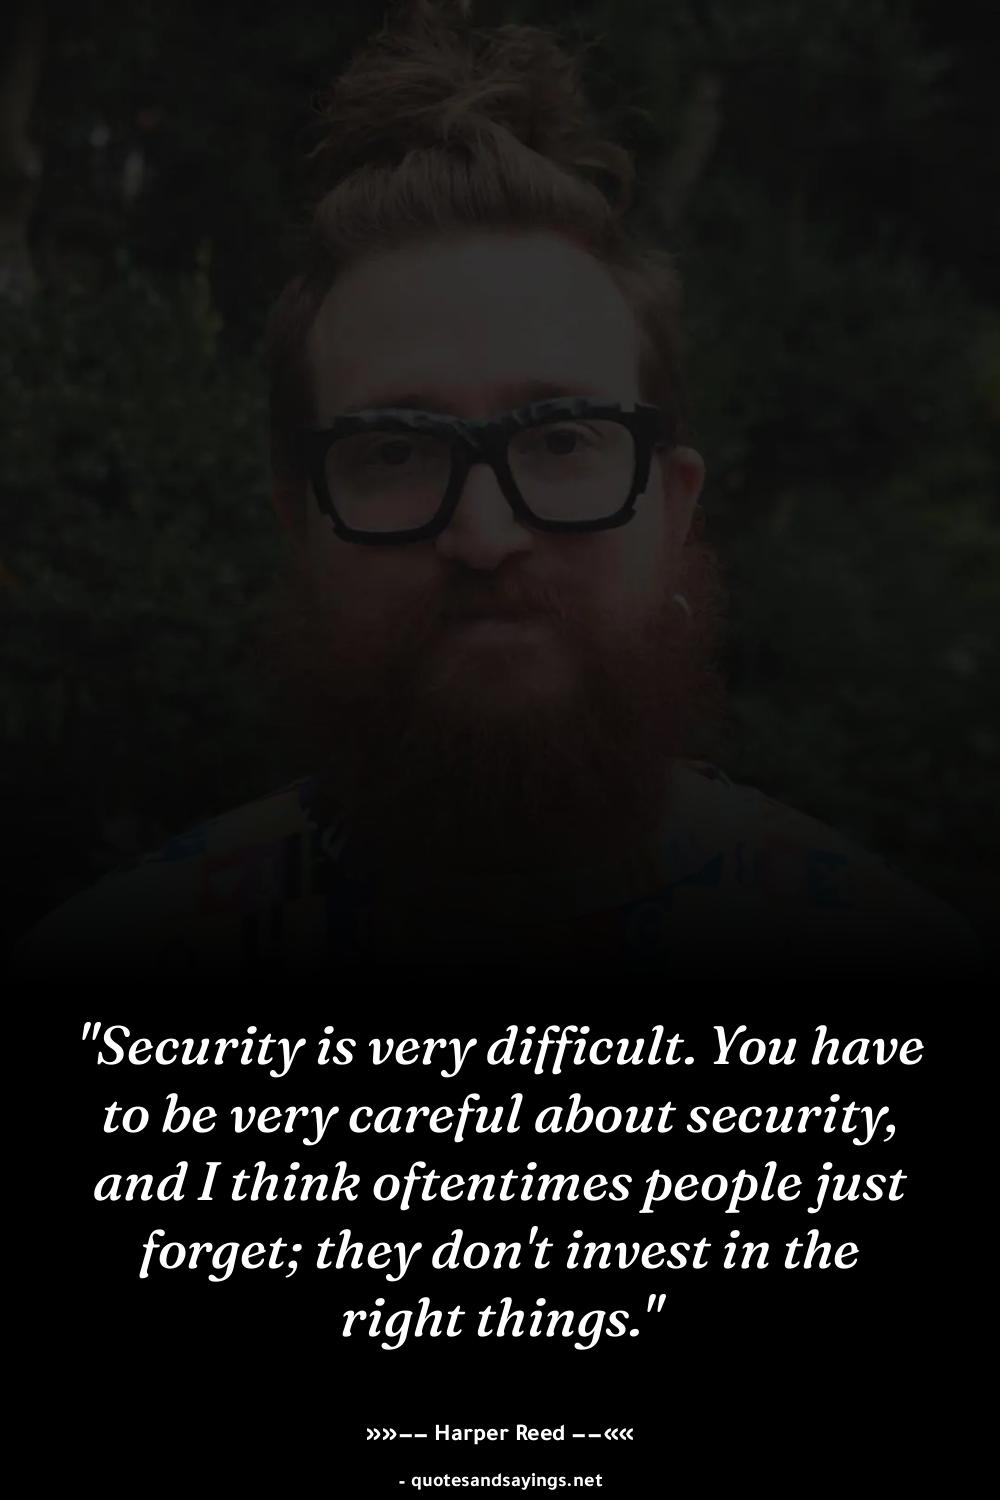 "Security is very difficult. You have
to be very careful about security,
and I think oftentimes people just
forget; they don't invest in the
right things."
»»–– Harper Reed ––««
- quotesandsayings.net